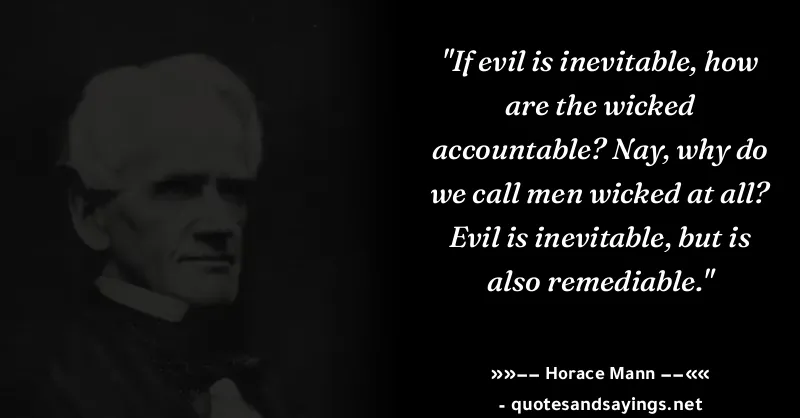 "If evil is inevitable, how
are the wicked
accountable? Nay, why do
we call men wicked at all?
Evil is inevitable, but is
also remediable."
»»−− Horace Mann −−««
- quotesandsayings.net